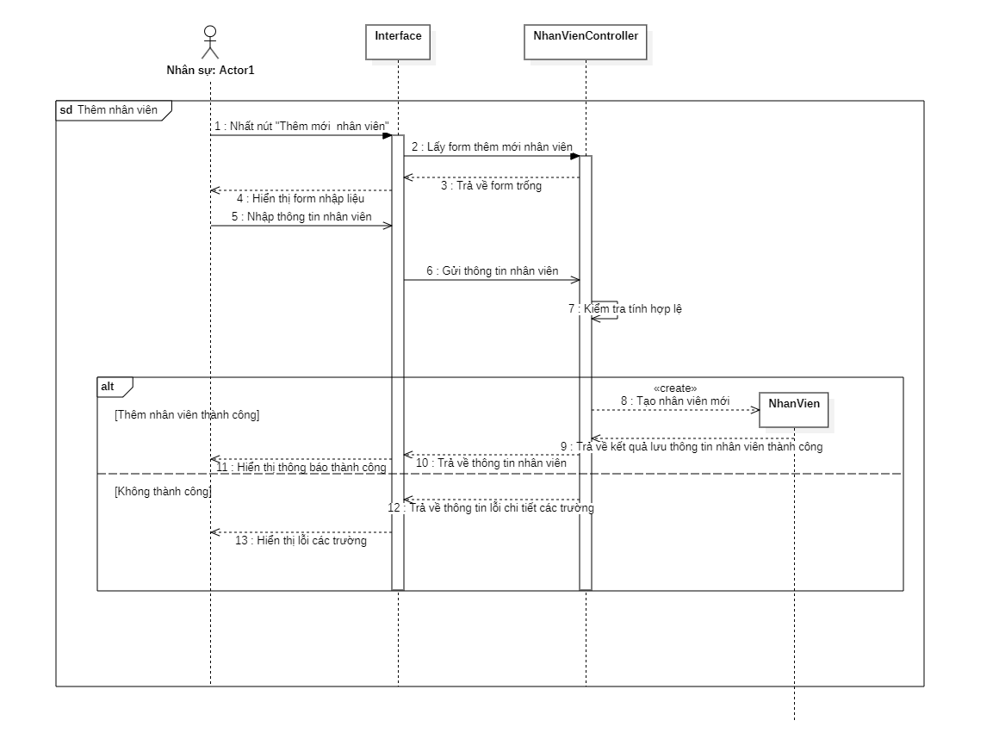 Interface
NhanVienController
Nhân sự: Actor1
sd Thêm nhân viên
1 : Nhất nút "Thêm mới  nhân viên"
2 : Lấy form thêm mới nhân viên
3 : Trả về form trống
4 : Hiển thị form nhập liệu
5 : Nhập thông tin nhân viên
6 : Gửi thông tin nhân viên
7 : Kiểm tra tính hợp lệ
alt
«create»
8 : Tạo nhân viên mới
NhanVien
[Thêm nhân viên thành công]
9 : Trả về kết quả lưu thông tin nhân viên thành công
10 : Trả về thông tin nhân viên
11 : Hiển thị thông báo thành công
[Không thành công]
12 : Trả về thông tin lỗi chi tiết các trường
13 : Hiển thị lỗi các trường